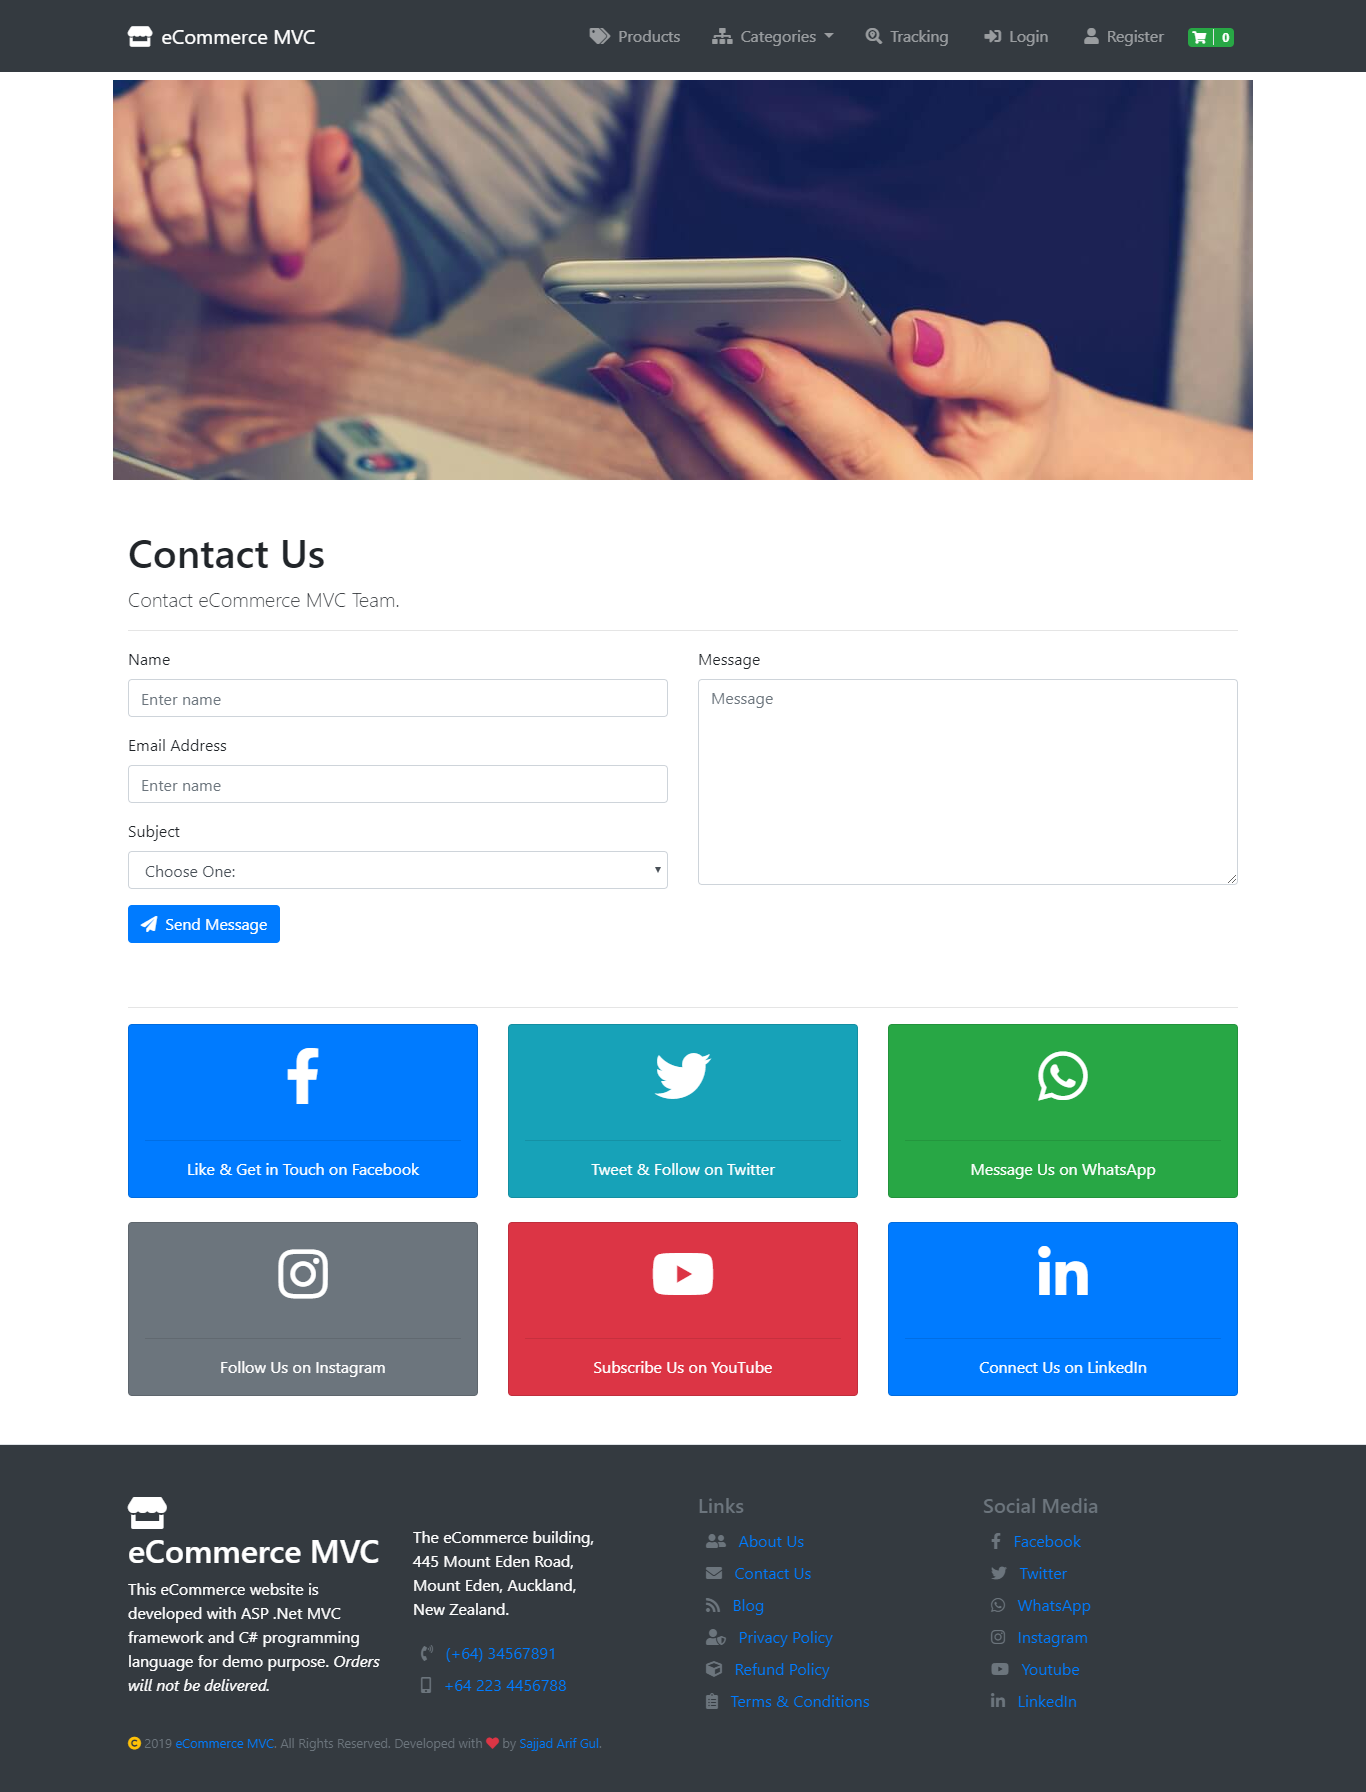 eCommerce MVC
Products
Categories
Tracking
Login
Register
0
Contact Us
Contact eCommerce MVC Team.
Name
Enter name
Email Address
Enter name
Subject
Choose One:
Send Message
Message
Message
Like & Get in Touch on Facebook
Tweet & Follow on Twitter
Message Us on WhatsApp
Follow Us on Instagram
Subscribe Us on YouTube
Connect Us on LinkedIn
eCommerce MVC
This eCommerce website is
developed with ASP .Net MVC
framework and C# programming
language for demo purpose. Orders
will not be delivered.
The eCommerce building,
445 Mount Eden Road,
Mount Eden, Auckland,
New Zealand.
(+64) 34567891
+64 223 4456788
Links
About Us
Contact Us
Blog
Privacy Policy
Refund Policy
Terms & Conditions
Social Media
Facebook
Twitter
WhatsApp
Instagram
Youtube
LinkedIn
© 2019 eCommerce MVC. All Rights Reserved. Developed with ❤ by Sajjad Arif Gul.